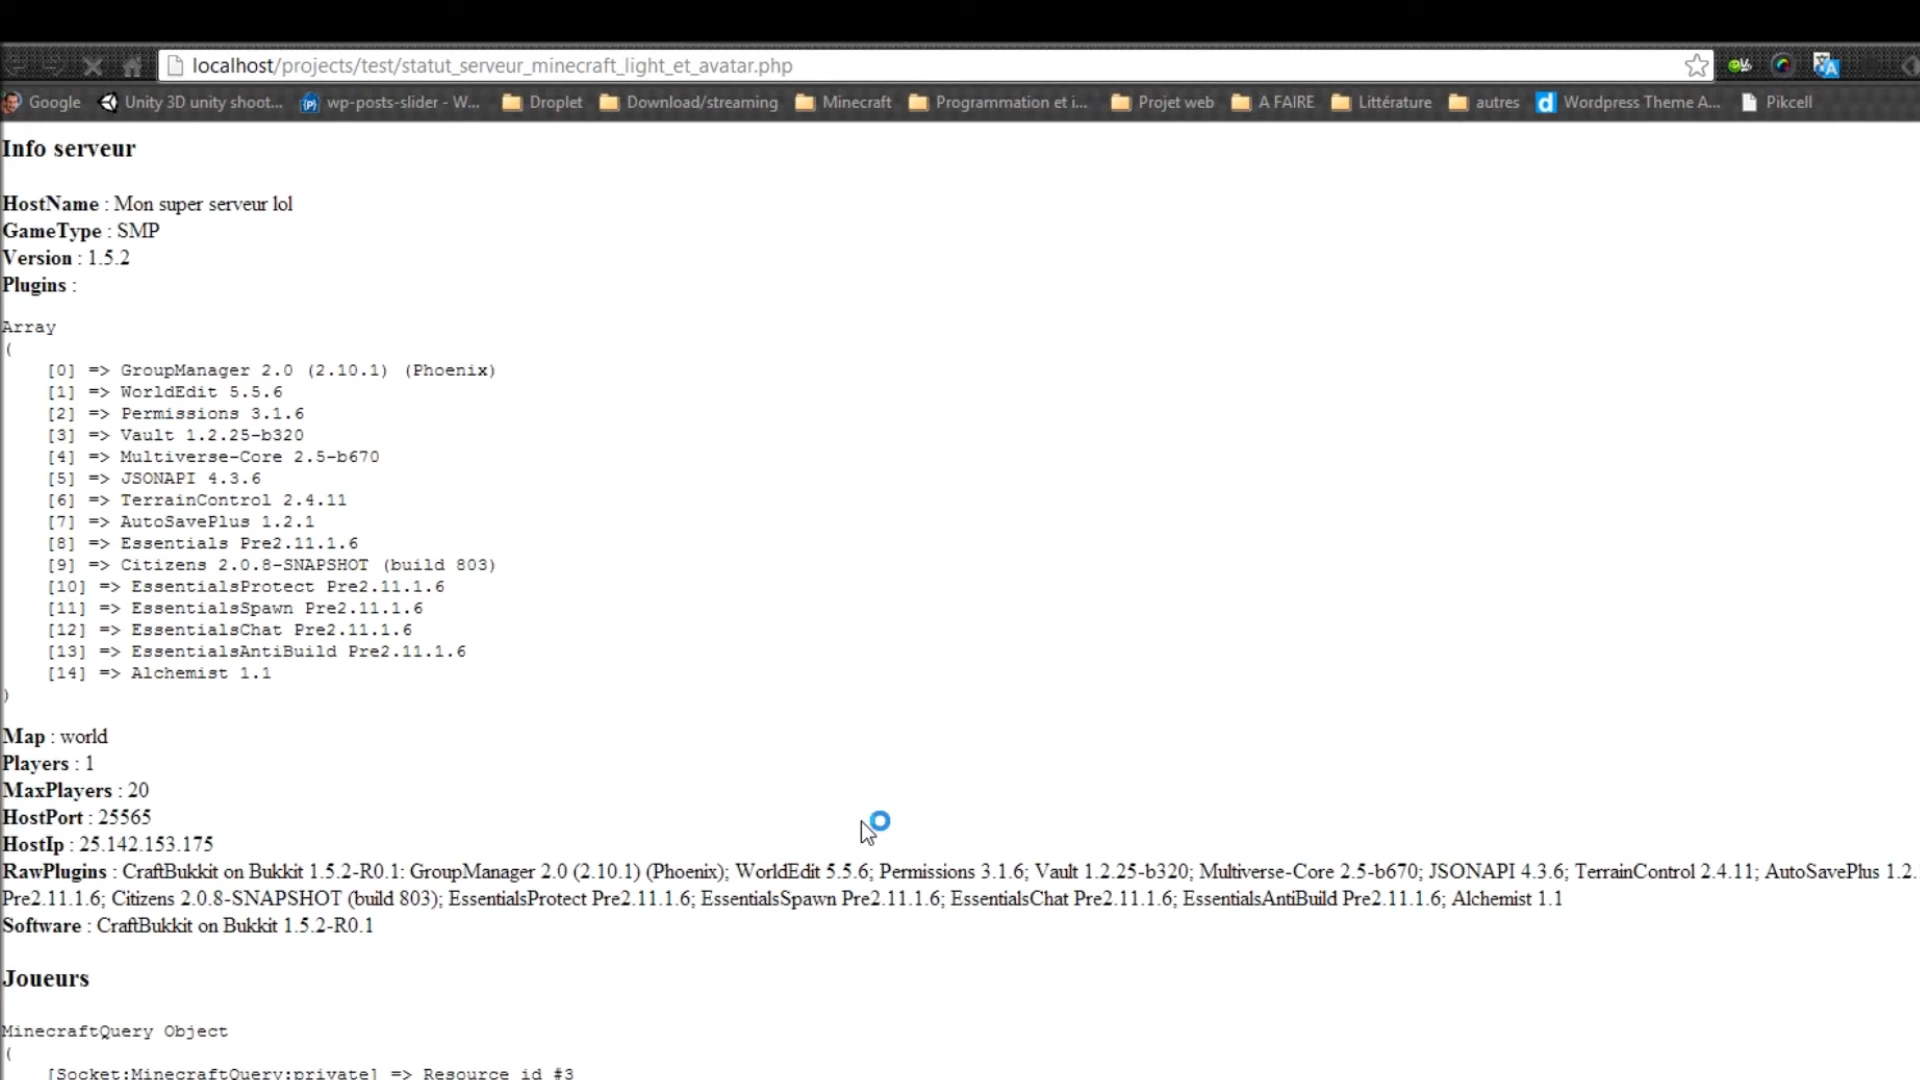 localhost/projects/test/statut_serveur_minecraft_light_et_avatar.php
Google Unity 3D unity shoot... wp-posts-slider - W... Droplet Download/streaming Minecraft Programmation et i... Projet web A FAIRE Littérature autres Wordpress Theme A... Pikcell
Info serveur
HostName : Mon super serveur lol
GameType : SMP
Version : 1.5.2
Plugins :
Array
(
[0] => GroupManager 2.0 (2.10.1) (Phoenix)
[1] => WorldEdit 5.5.6
[2] => Permissions 3.1.6
[3] => Vault 1.2.25-b320
[4] => Multiverse-Core 2.5-b670
[5] => JSONAPI 4.3.6
[6] => TerrainControl 2.4.11
[7] => AutoSavePlus 1.2.1
[8] => Essentials Pre2.11.1.6
[9] => Citizens 2.0.8-SNAPSHOT (build 803)
[10] => EssentialsProtect Pre2.11.1.6
[11] => EssentialsSpawn Pre2.11.1.6
[12] => EssentialsChat Pre2.11.1.6
[13] => EssentialsAntiBuild Pre2.11.1.6
[14] => Alchemist 1.1
)
Map : world
Players : 1
MaxPlayers : 20
HostPort : 25565
HostIp : 25.142.153.175
RawPlugins : CraftBukkit on Bukkit 1.5.2-R0.1: GroupManager 2.0 (2.10.1) (Phoenix); WorldEdit 5.5.6; Permissions 3.1.6; Vault 1.2.25-b320; Multiverse-Core 2.5-b670; JSONAPI 4.3.6; TerrainControl 2.4.11; AutoSavePlus 1.2.
Pre2.11.1.6; Citizens 2.0.8-SNAPSHOT (build 803); EssentialsProtect Pre2.11.1.6; EssentialsSpawn Pre2.11.1.6; EssentialsChat Pre2.11.1.6; EssentialsAntiBuild Pre2.11.1.6; Alchemist 1.1
Software : CraftBukkit on Bukkit 1.5.2-R0.1
Joueurs
MinecraftQuery Object
(
[Socket:MinecraftQuery:private] => Resource id #3